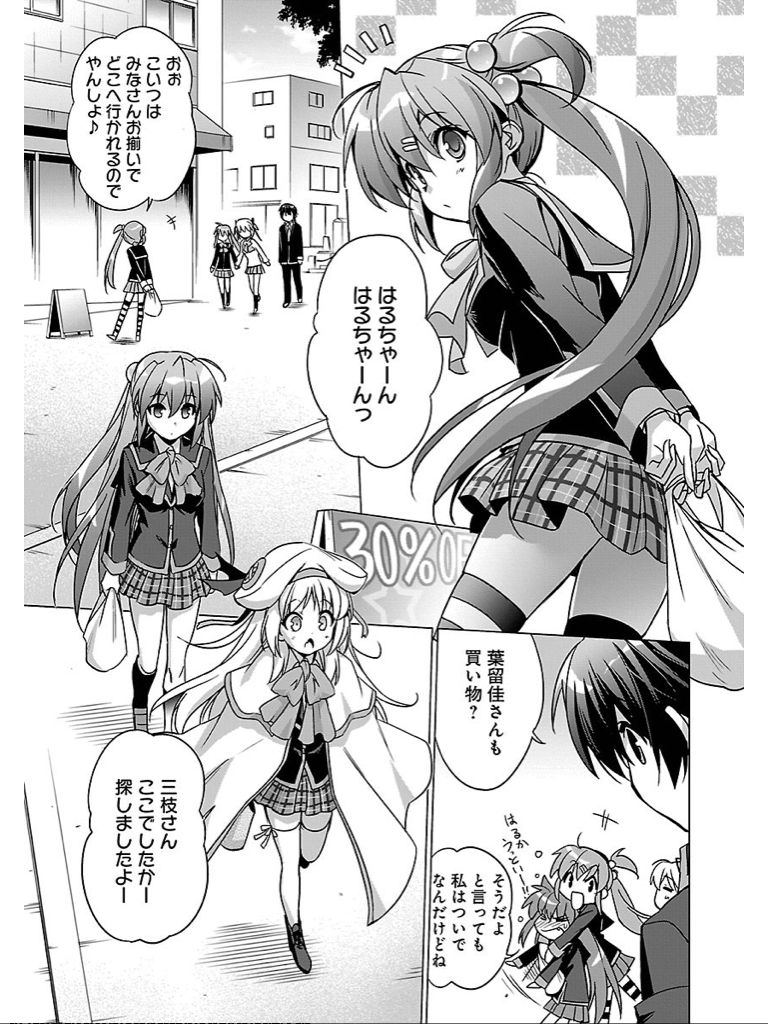 はるちゃーん
はるちゃーんっ
おぉ
こいつは
みなさんお揃いで
どこへ行かれるので
やんしょ♪
30%OF
葉留佳さんも
買い物?
はるか
うっとーしー!!
そうだよ
と言っても
私はついで
なんだけどね
三枝さん
ここでしたかー
探しましたよー